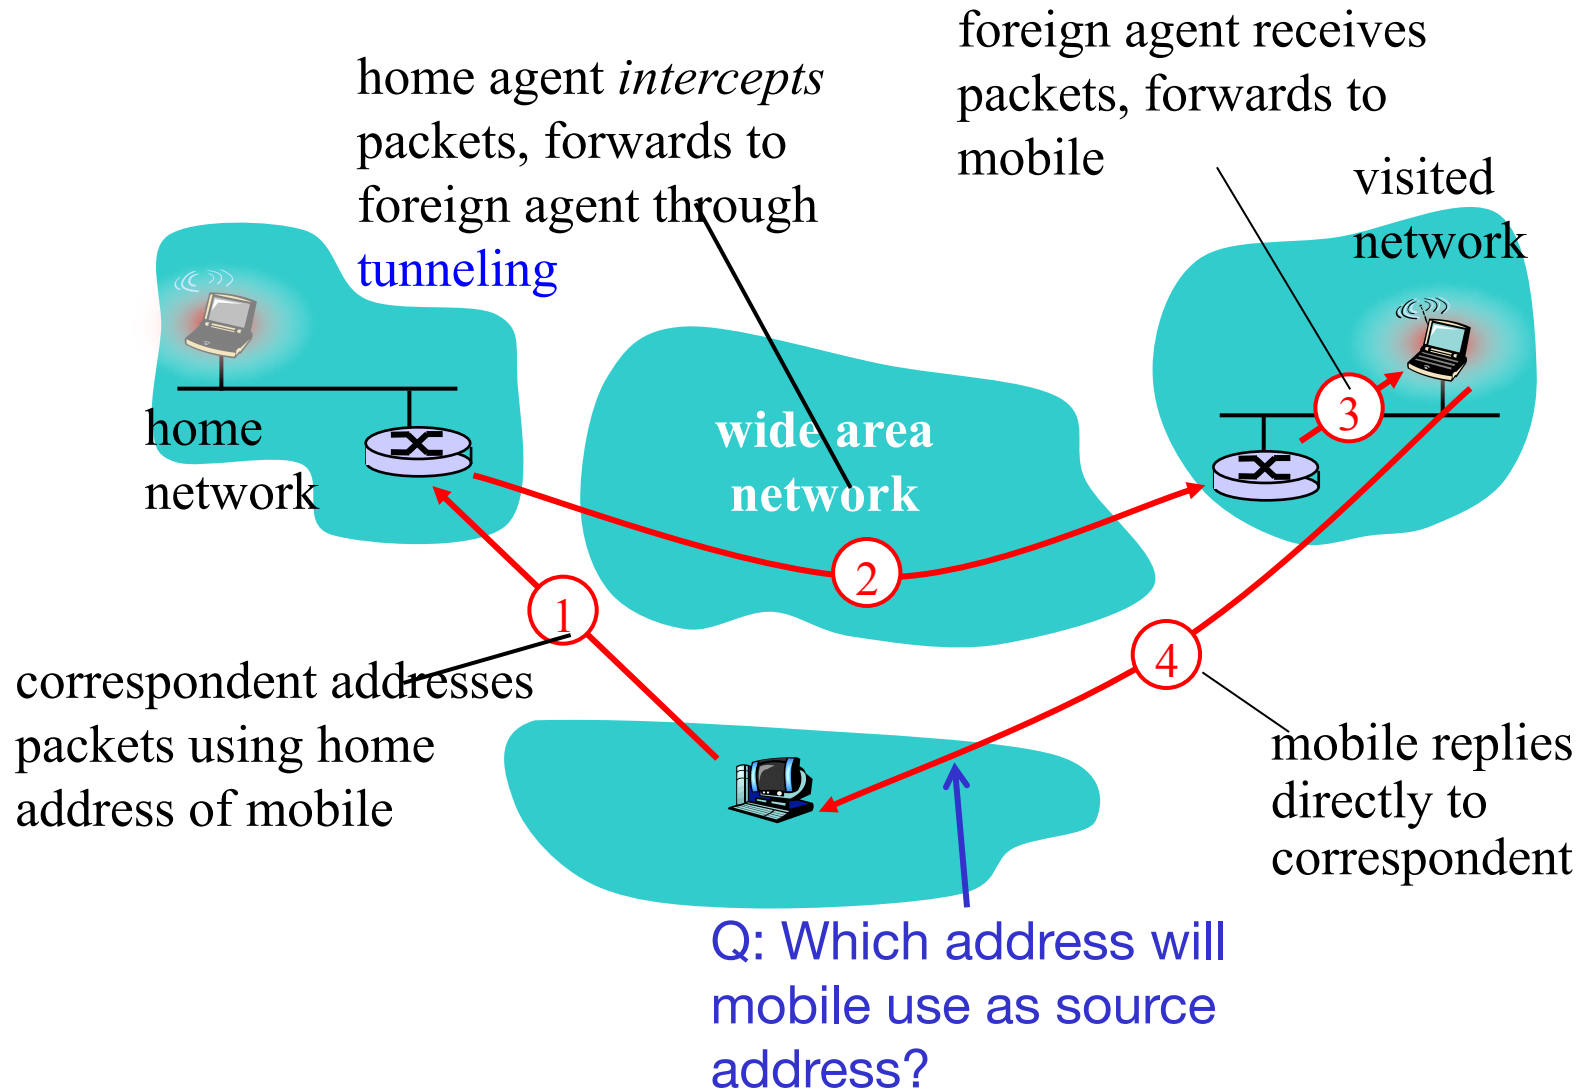 home agent intercepts
packets, forwards to
foreign agent through
tunneling
foreign agent receives
packets, forwards to
mobile
visited
network
home
network
wide area
network
1
2
3
4
correspondent addresses
packets using home
address of mobile
mobile replies
directly to
correspondent
Q: Which address will
mobile use as source
address?